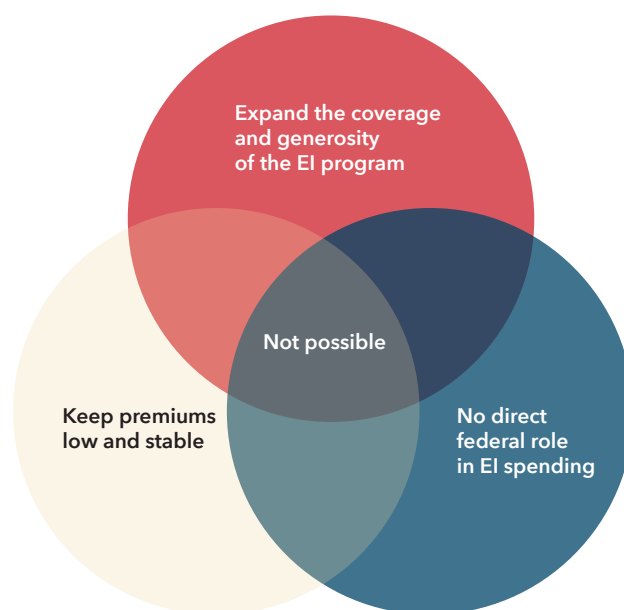 Expand the coverage
and generosity
of the EI program
Not possible
Keep premiums
low and stable
No direct
federal role
in EI spending